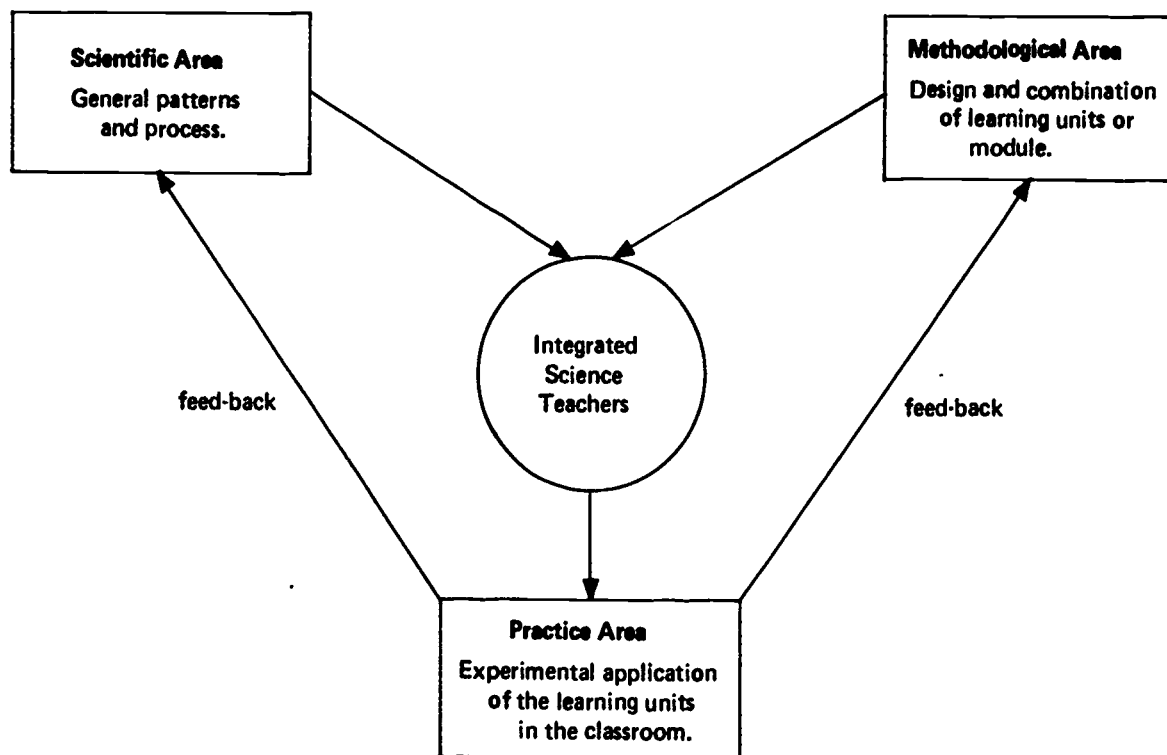 Scientific Area
General patterns
and process.
Methodological Area
Design and combination
of learning units or
module.
Integrated
Science
Teachers
feed-back
feed-back
Practice Area
Experimental application
of the learning units
in the classroom.